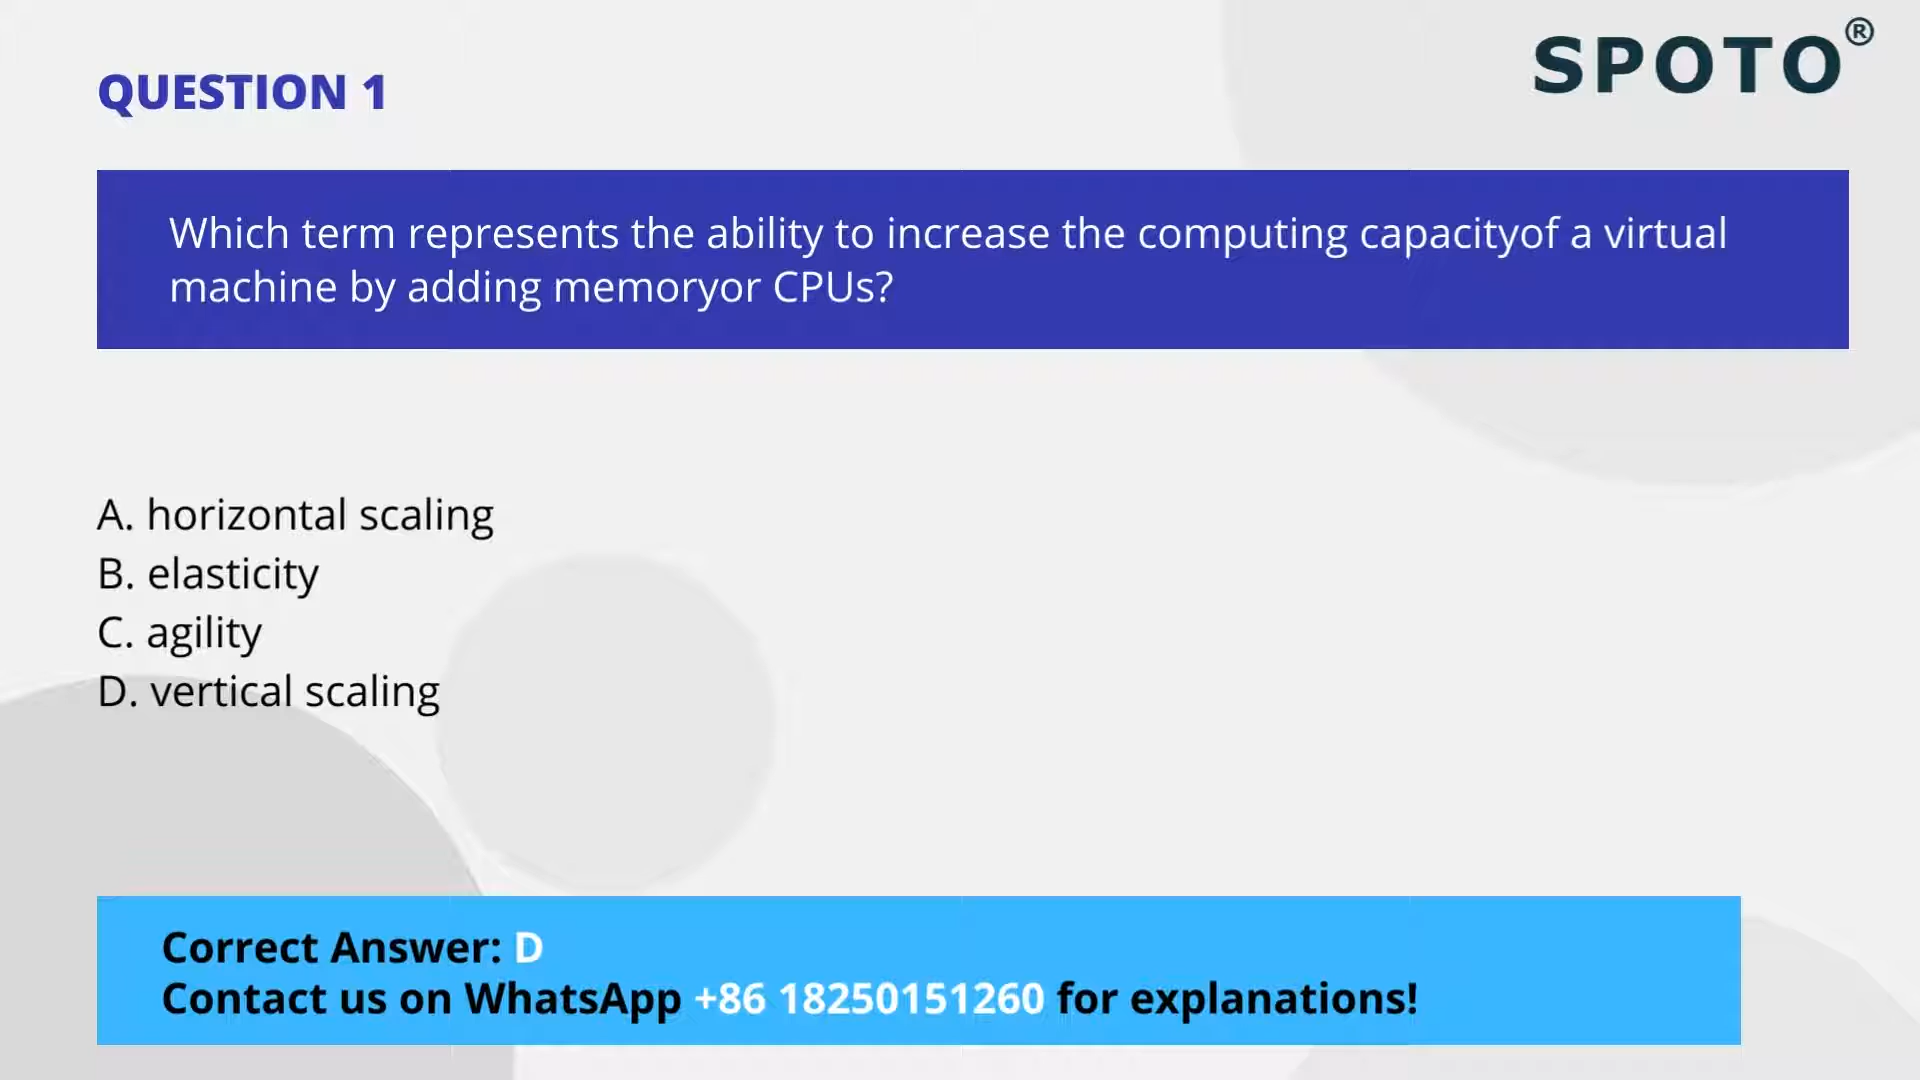 SPOTO®
QUESTION 1
Which term represents the ability to increase the computing capacityof a virtual
machine by adding memoryor CPUs?
A. horizontal scaling
B. elasticity
C. agility
D. vertical scaling
Correct Answer: D
Contact us on WhatsApp +86 18250151260 for explanations!